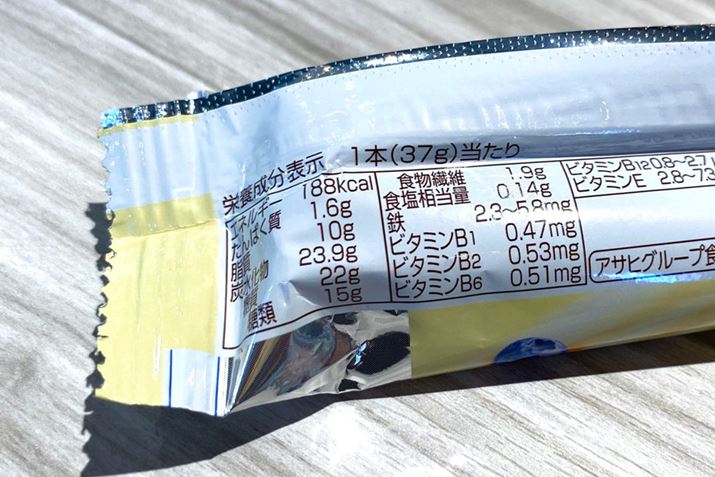 栄養成分表示 1本(37g)当たり
エネルギー 188kcal
たんぱく質 1.6g
脂質 10g
炭水化物 23.9g
糖質 22g
糖類 15g
食物繊維 1.9g
食塩相当量 0.14g
鉄 2.3~5.8mg
ビタミンB1 0.47mg
ビタミンB2 0.53mg
ビタミンB6 0.51mg
ビタミンB12 0.8~2.7
ビタミンE 2.8~7.
アサヒグループ食